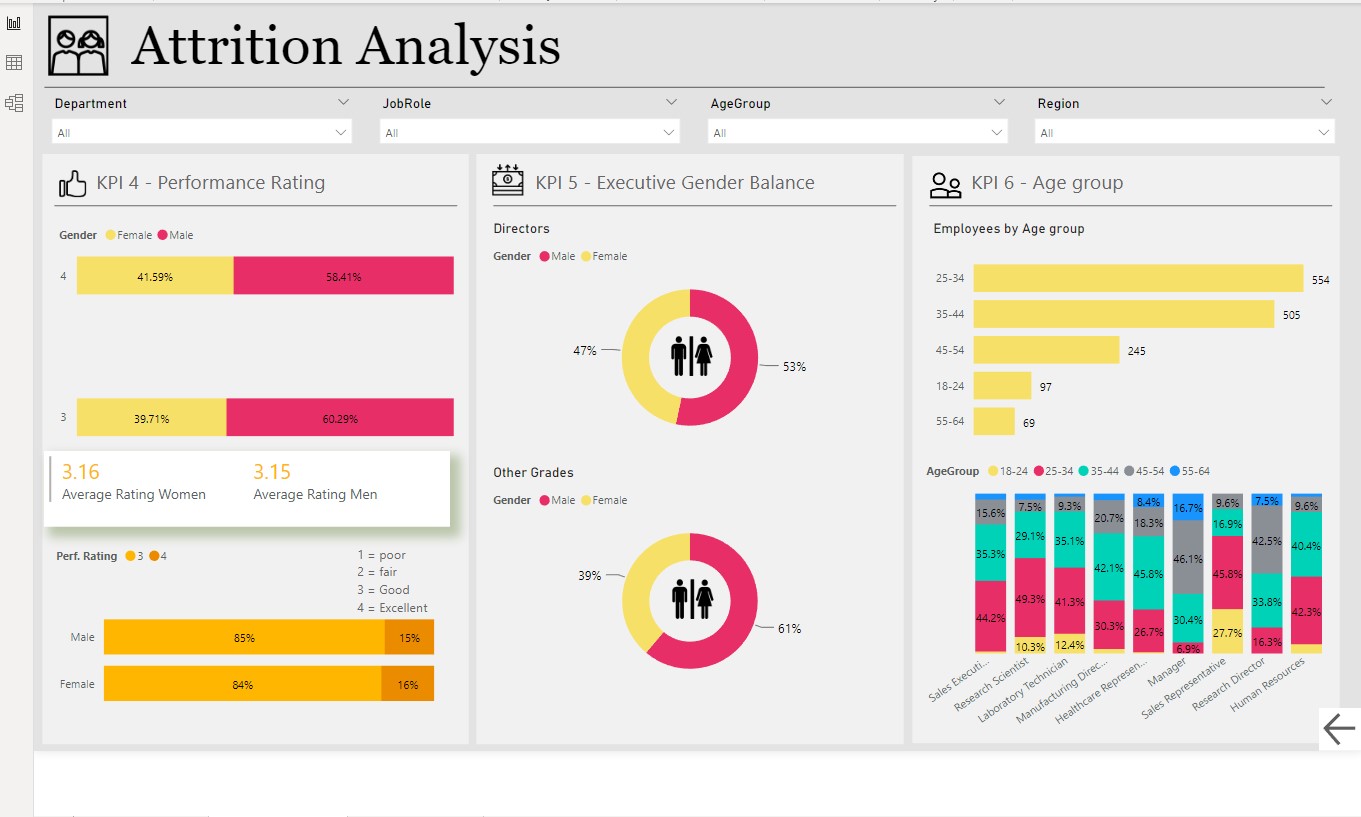 Attrition Analysis
Department
JobRole
AgeGroup
Region
All
All
All
All
KPI 4 - Performance Rating
Gender Female Male
4 41.59% 58.41%
3 39.71% 60.29%
3.16
Average Rating Women
3.15
Average Rating Men
Perf. Rating 3 4
1 = poor
2 = fair
3 = Good
4 = Excellent
Male 85% 15%
Female 84% 16%
KPI 5 - Executive Gender Balance
Directors
Gender Male Female
47%
53%
Other Grades
Gender Male Female
39%
61%
KPI 6 - Age group
Employees by Age group
25-34 554
35-44 505
45-54 245
18-24 97
55-64 69
AgeGroup 18-24 25-34 35-44 45-54 55-64
15.6%
35.3%
44.2%
7.5%
29.1%
49.3%
10.3%
9.3%
35.1%
41.3%
12.4%
20.7%
42.1%
30.3%
8.4%
18.3%
45.8%
26.7%
16.7%
46.1%
30.4%
6.9%
9.6%
16.9%
45.8%
27.7%
7.5%
42.5%
33.8%
16.3%
9.6%
40.4%
42.3%
Sales Executi...
Research Scientist
Laboratory Technician
Manufacturing Direc...
Healthcare Represen...
Manager
Sales Representative
Research Director
Human Resources